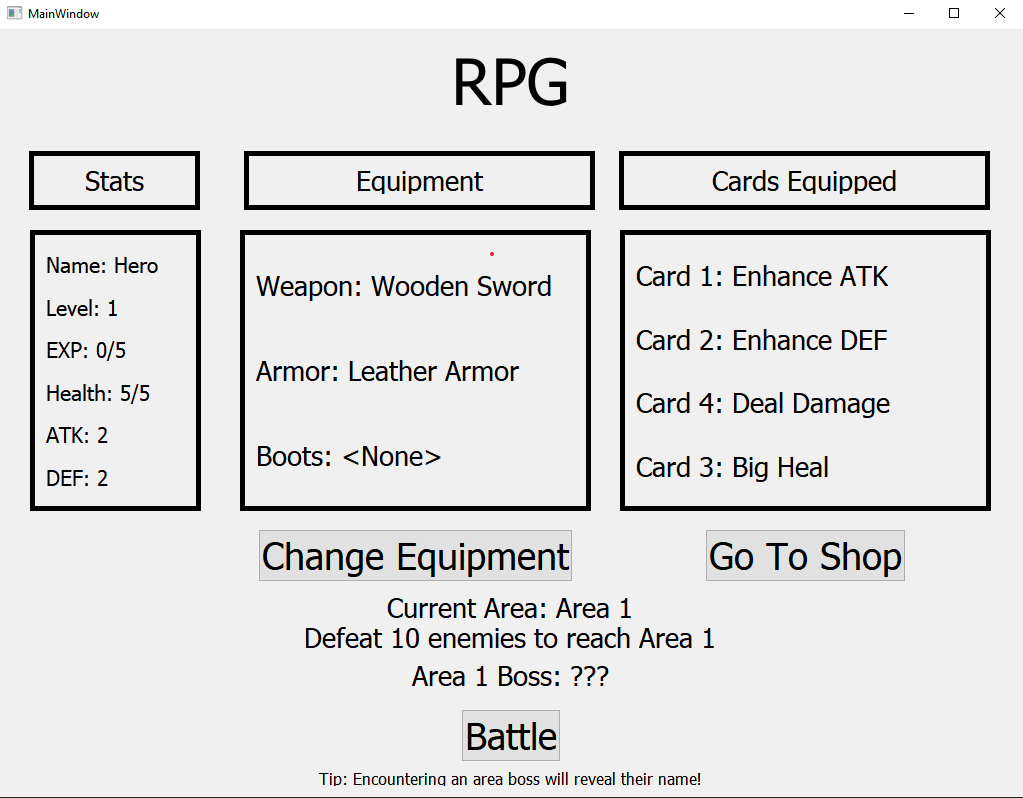 MainWindow
RPG
Stats
Equipment
Cards Equipped
Name: Hero
Level: 1
EXP: 0/5
Health: 5/5
ATK: 2
DEF: 2
Weapon: Wooden Sword
Armor: Leather Armor
Boots: <None>
Card 1: Enhance ATK
Card 2: Enhance DEF
Card 4: Deal Damage
Card 3: Big Heal
Change Equipment
Go To Shop
Current Area: Area 1
Defeat 10 enemies to reach Area 1
Area 1 Boss: ???
Battle
Tip: Encountering an area boss will reveal their name!